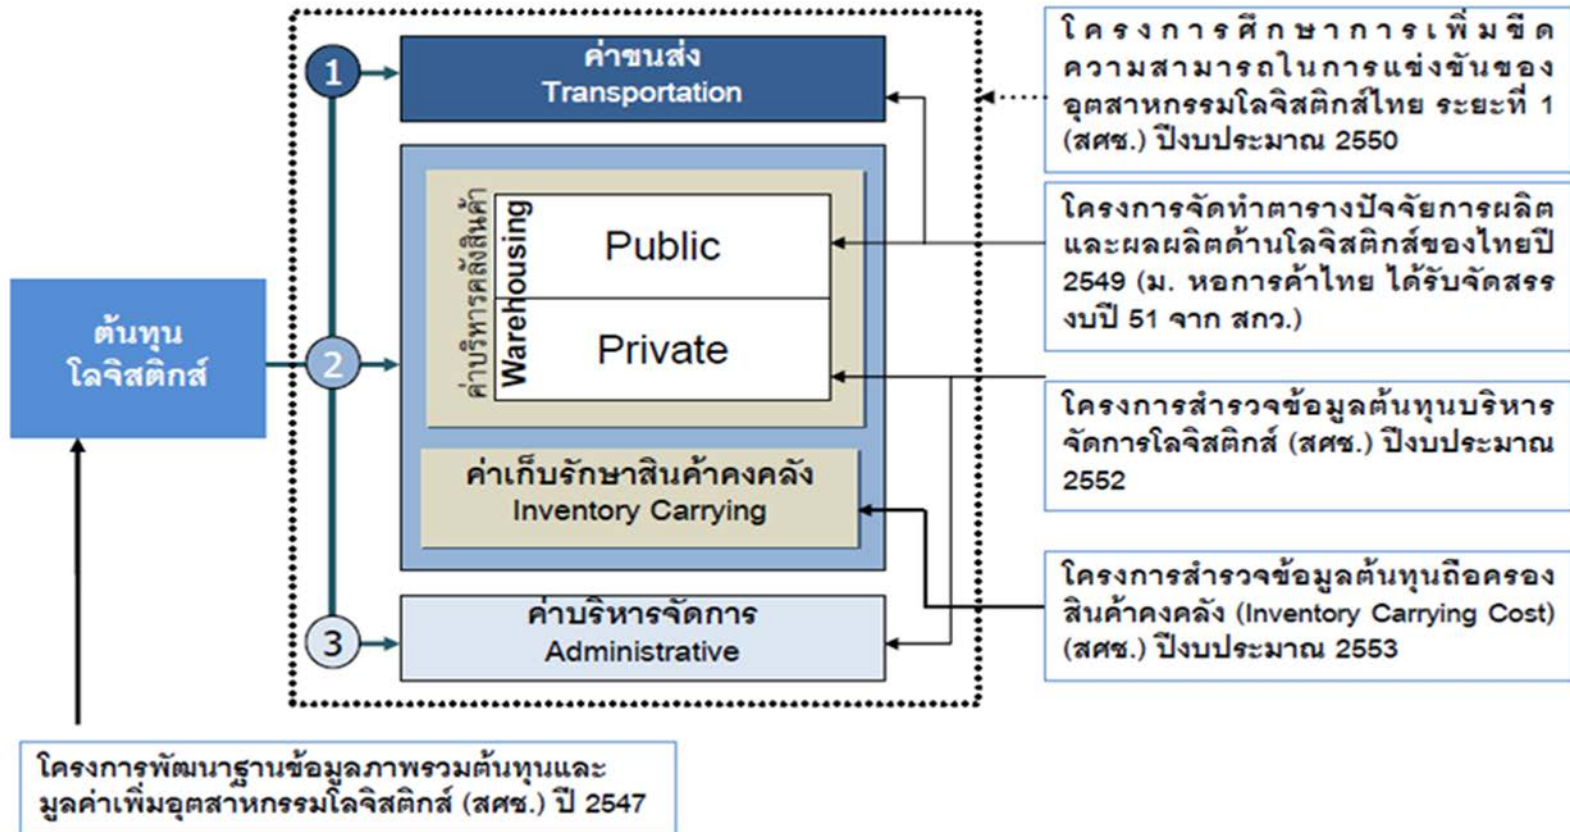 ต้นทุน
โลจิสติกส์
1
ค่าขนส่ง
Transportation
2
ค่าบริหารคลังสินค้า
Warehousing
Public
Private
ค่าเก็บรักษาสินค้าคงคลัง
Inventory Carrying
3
ค่าบริหารจัดการ
Administrative
โครงการศึกษาการเพิ่มขีด
ความสามารถในการแข่งขันของ
อุตสาหกรรมโลจิสติกส์ไทย ระยะที่ 1
(สศช.) ปีงบประมาณ 2550
โครงการจัดทำตารางปัจจัยการผลิต
และผลผลิตด้านโลจิสติกส์ของไทยปี
2549 (ม. หอการค้าไทย ได้รับจัดสรร
งบปี 51 จาก สกว.)
โครงการสำรวจข้อมูลต้นทุนบริหาร
จัดการโลจิสติกส์ (สศช.) ปีงบประมาณ
2552
โครงการสำรวจข้อมูลต้นทุนถือครอง
สินค้าคงคลัง (Inventory Carrying Cost)
(สศช.) ปีงบประมาณ 2553
โครงการพัฒนาฐานข้อมูลภาพรวมต้นทุนและ
มูลค่าเพิ่มอุตสาหกรรมโลจิสติกส์ (สศช.) ปี 2547